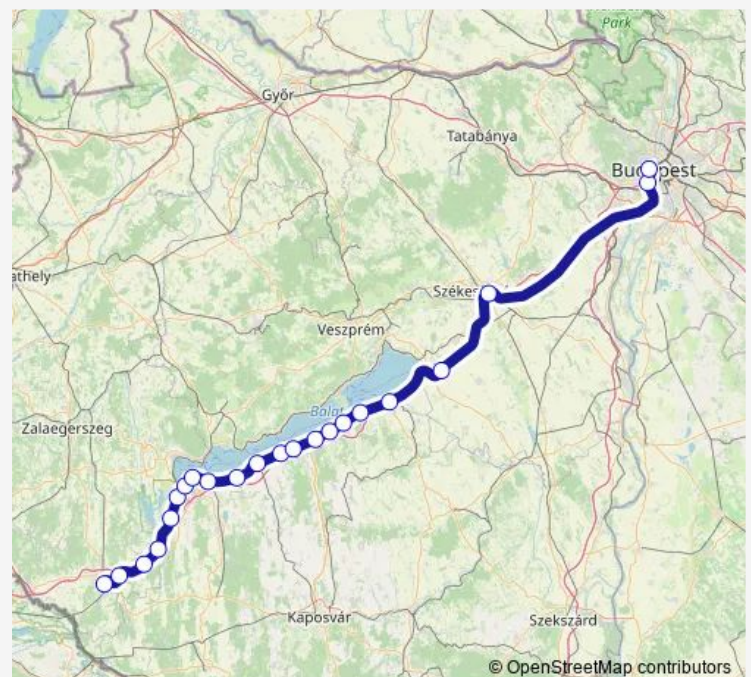 Park
Győr
Tatabánya
Budapest
athely
Székes
Veszprém
Balat
Zalaegerszeg
Kaposvár
Szekszárd
© OpenStreetMap contributors